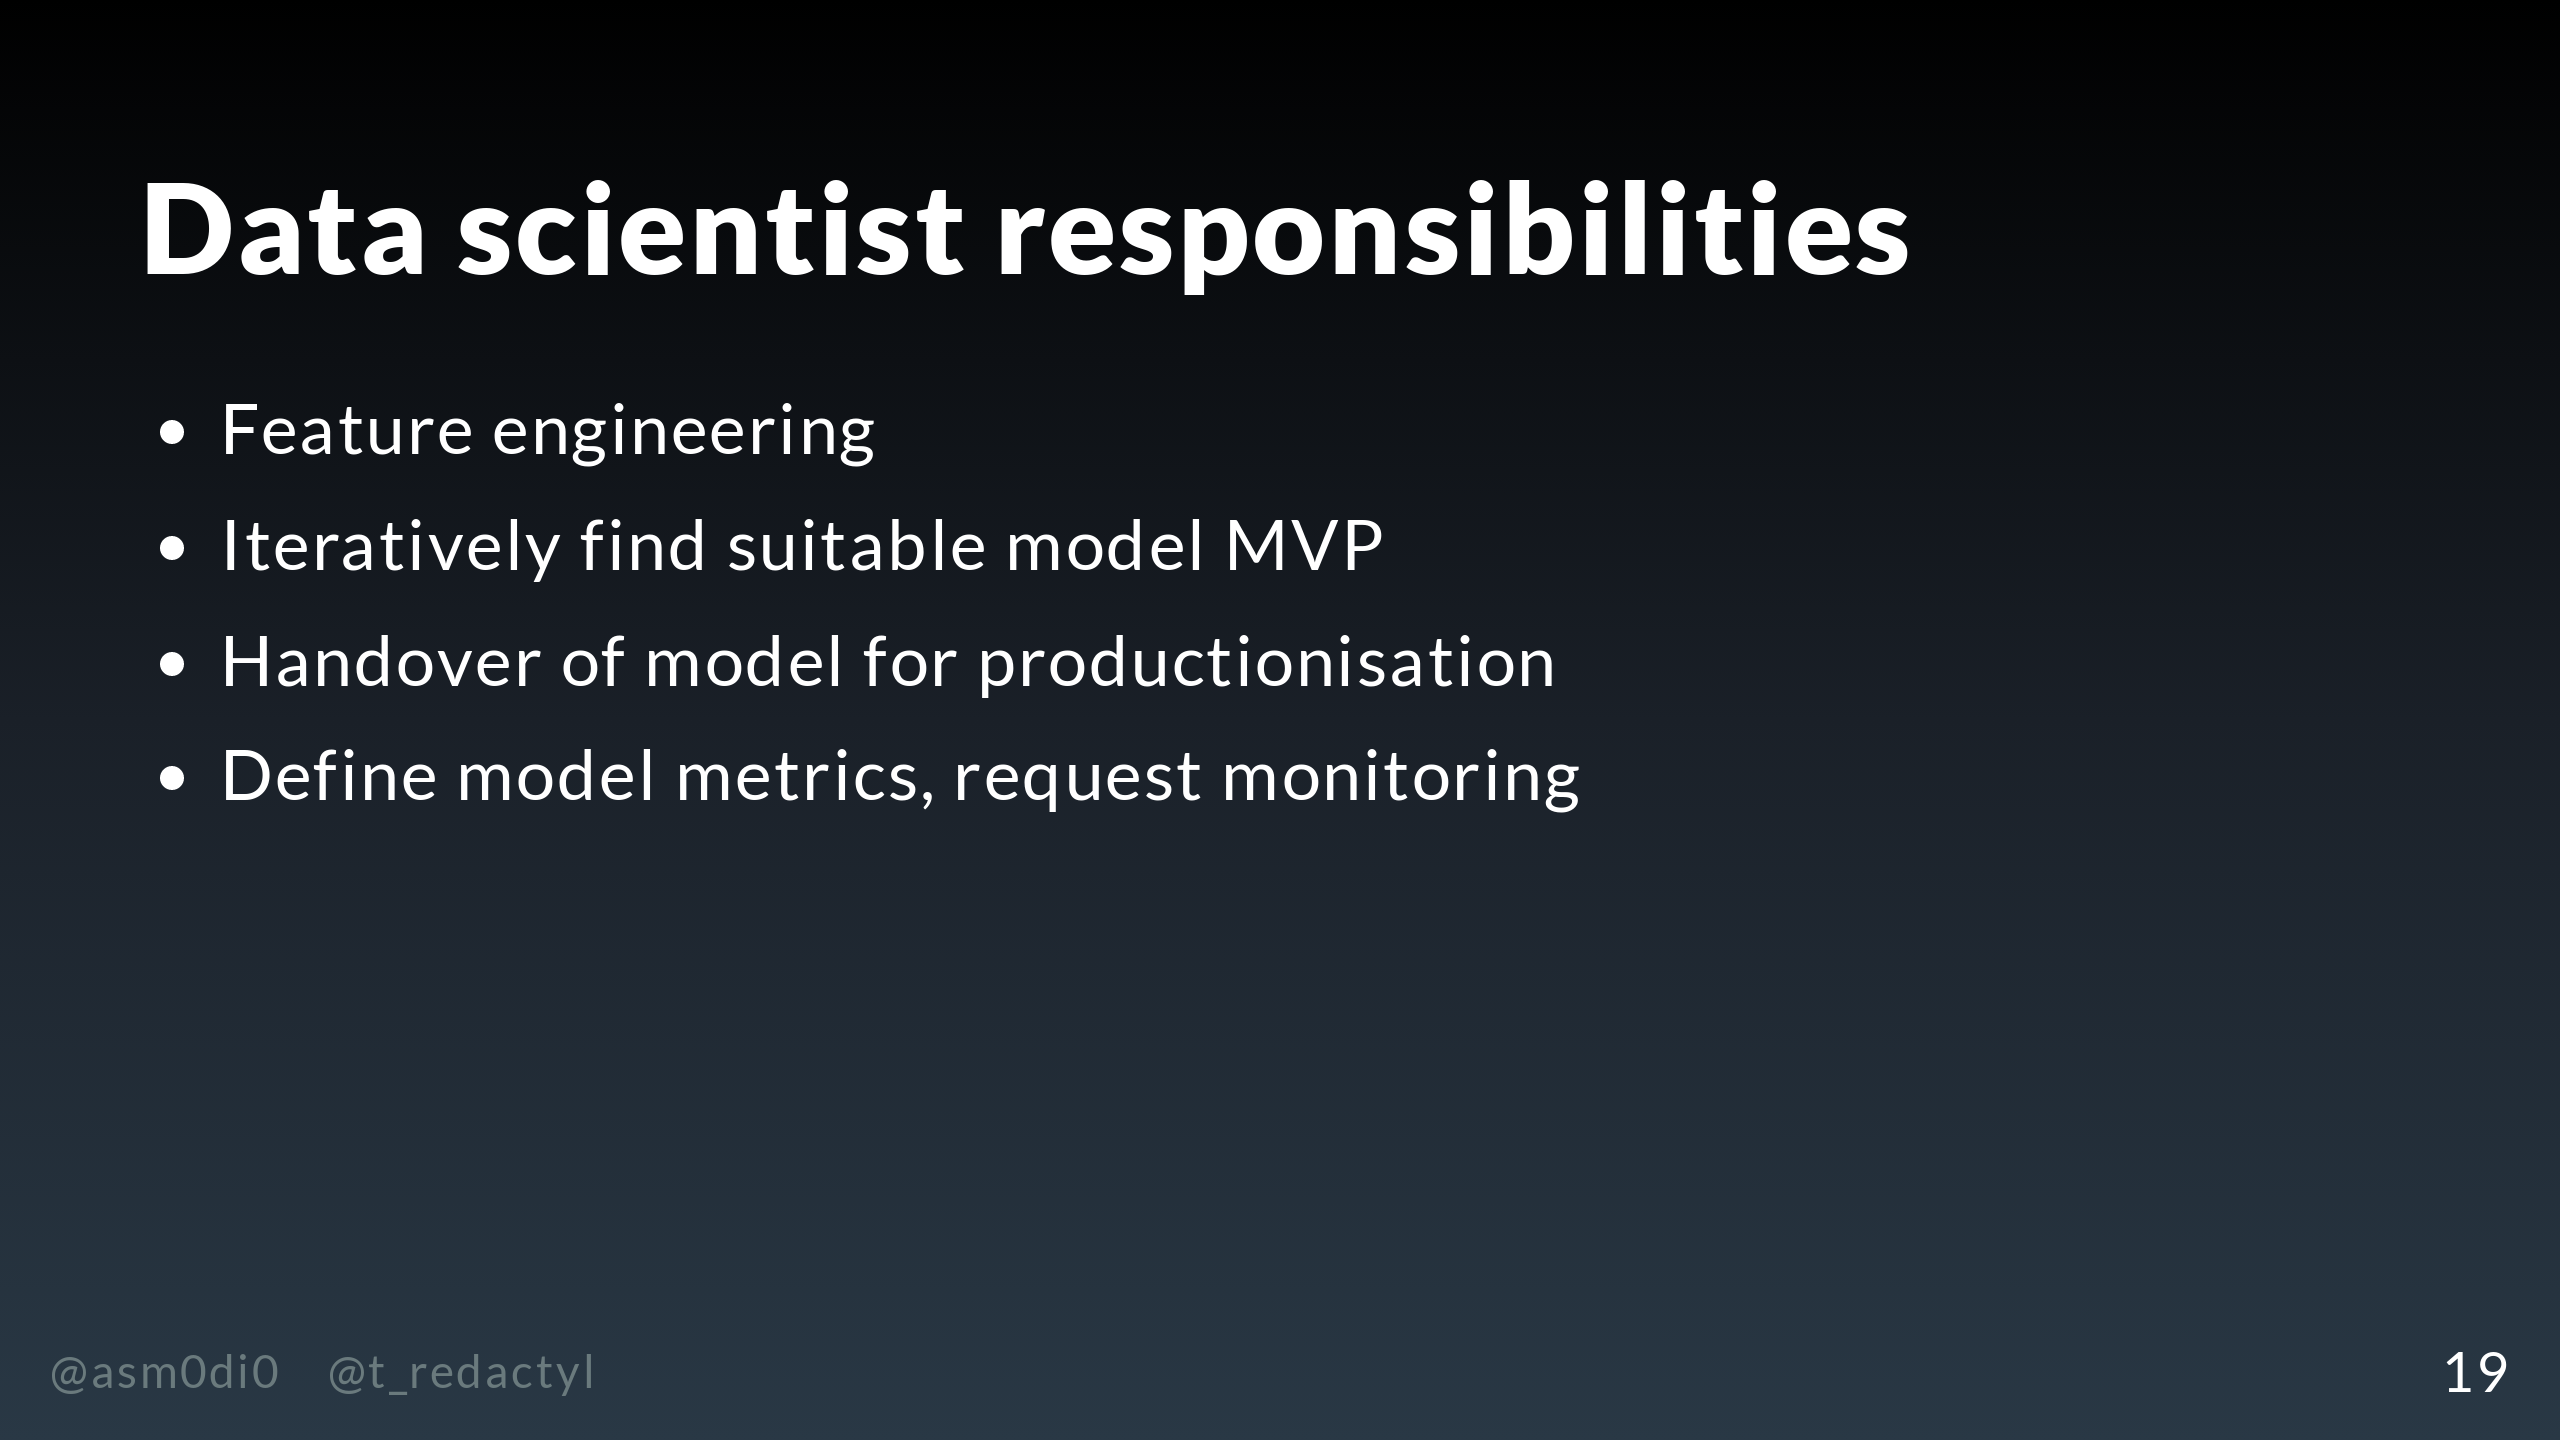 Data scientist responsibilities
• Feature engineering
• Iteratively find suitable model MVP
• Handover of model for productionisation
• Define model metrics, request monitoring
@asm0di0 @t_redactyl
19